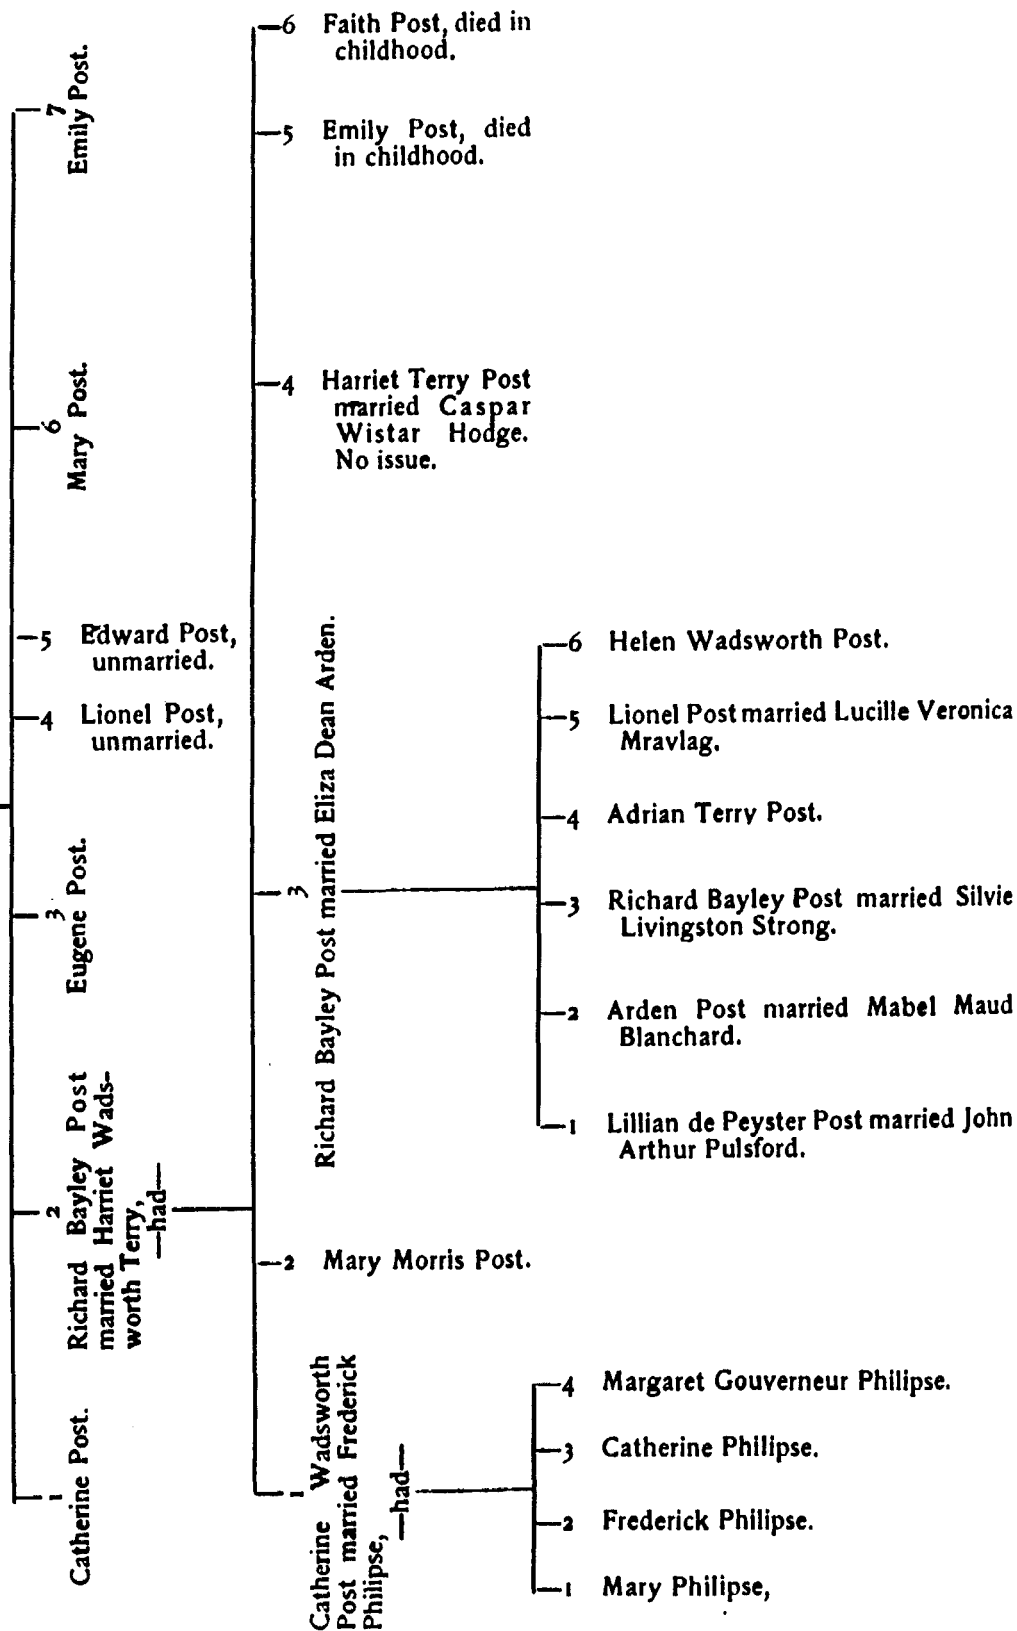 6 Faith Post, died in
childhood.
5 Emily Post, died
in childhood.
4 Harriet Terry Post
married Caspar
Wistar Hodge.
No issue.
7
Emily Post.
6
Mary Post.
5 Edward Post,
unmarried.
4 Lionel Post,
unmarried.
3
Eugene Post.
2
Richard Bayley Post
married Harriet Wads-
worth Terry,
—had—
1
Catherine Post.
3
Richard Bayley Post married Eliza Dean Arden.
6 Helen Wadsworth Post.
5 Lionel Post married Lucille Veronica
Mravlag.
4 Adrian Terry Post.
3 Richard Bayley Post married Silvie
Livingston Strong.
2 Arden Post married Mabel Maud
Blanchard.
1 Lillian de Peyster Post married John
Arthur Pulsford.
2 Mary Morris Post.
1
Catherine Wadsworth
Post married Frederick
Philipse,
—had—
4 Margaret Gouverneur Philipse.
3 Catherine Philipse.
2 Frederick Philipse.
1 Mary Philipse,